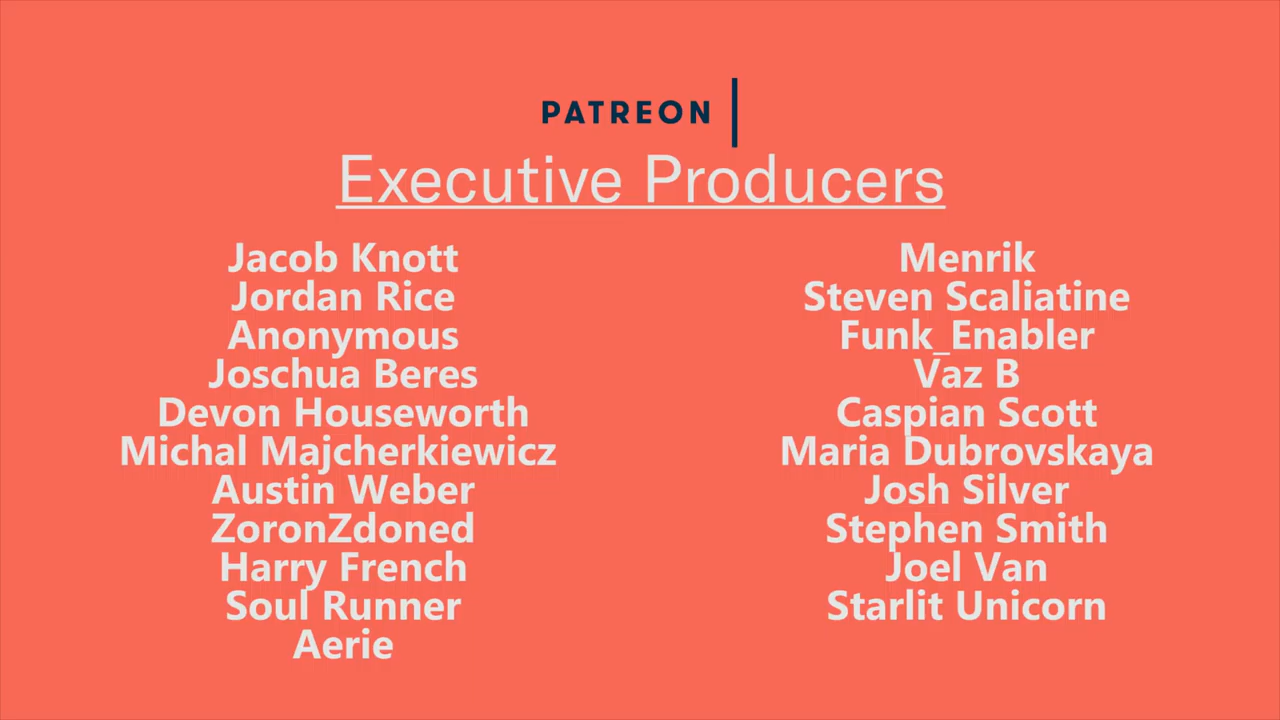 PATREON
Executive Producers
Jacob Knott
Jordan Rice
Anonymous
Joschua Beres
Devon Houseworth
Michal Majcherkiewicz
Austin Weber
ZoronZdoned
Harry French
Soul Runner
Aerie
Menrik
Steven Scaliatine
Funk_Enabler
Vaz B
Caspian Scott
Maria Dubrovskaya
Josh Silver
Stephen Smith
Joel Van
Starlit Unicorn